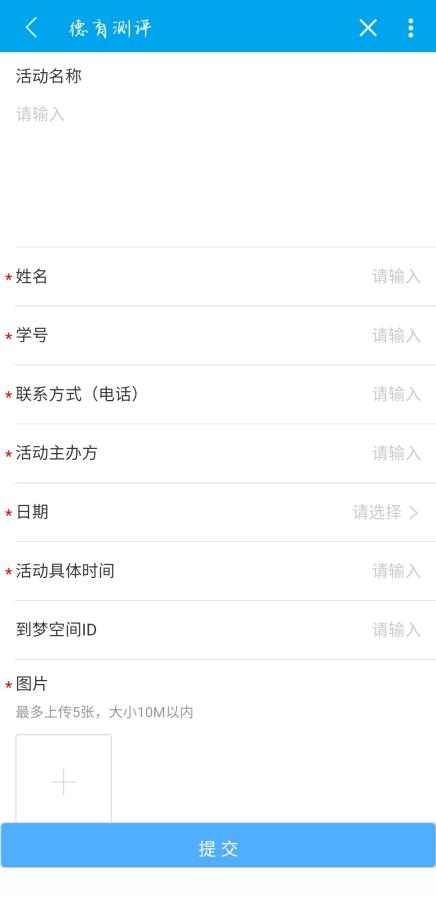 德育测评
活动名称
请输入
*姓名 请输入
*学号 请输入
*联系方式（电话） 请输入
*活动主办方 请输入
*日期 请选择
*活动具体时间 请输入
到梦空间ID 请输入
*图片
最多上传5张，大小10M以内
提交